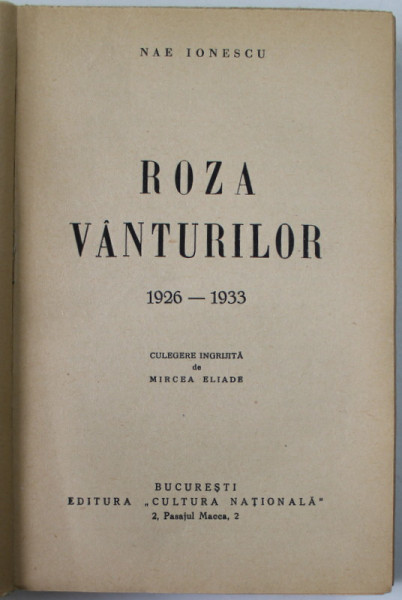 NAE IONESCU
ROZA
VÂNTURILOR
1926 — 1933
CULEGERE INGRIJITĂ
de
MIRCEA ELIADE
BUCUREȘTI
EDITURA „CULTURA NAȚIONALĂ"
2, Pasajul Macca, 2